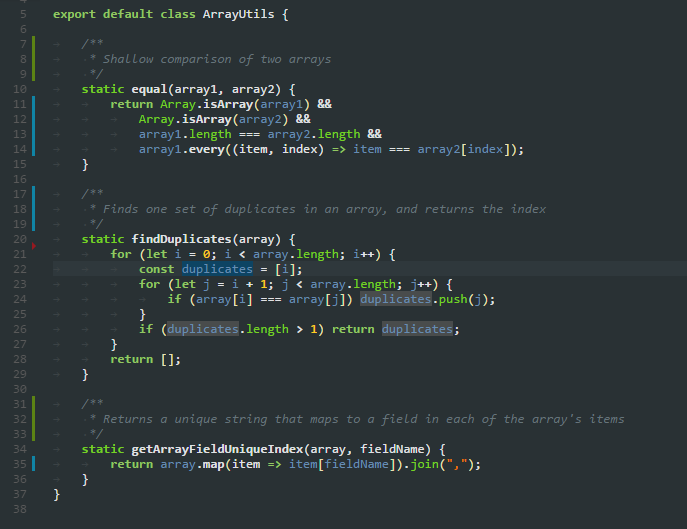 5 export default class ArrayUtils {
6
7 /**
8 * Shallow comparison of two arrays
9 */
10 static equal(array1, array2) {
11 return Array.isArray(array1) &&
12 Array.isArray(array2) &&
13 array1.length === array2.length &&
14 array1.every((item, index) => item === array2[index]);
15 }
16
17 /**
18 * Finds one set of duplicates in an array, and returns the index
19 */
20 static findDuplicates(array) {
21 for (let i = 0; i < array.length; i++) {
22 const duplicates = [i];
23 for (let j = i + 1; j < array.length; j++) {
24 if (array[i] === array[j]) duplicates.push(j);
25 }
26 if (duplicates.length > 1) return duplicates;
27 }
28 return [];
29 }
30
31 /**
32 * Returns a unique string that maps to a field in each of the array's items
33 */
34 static getArrayFieldUniqueIndex(array, fieldName) {
35 return array.map(item => item[fieldName]).join(",");
36 }
37 }
38